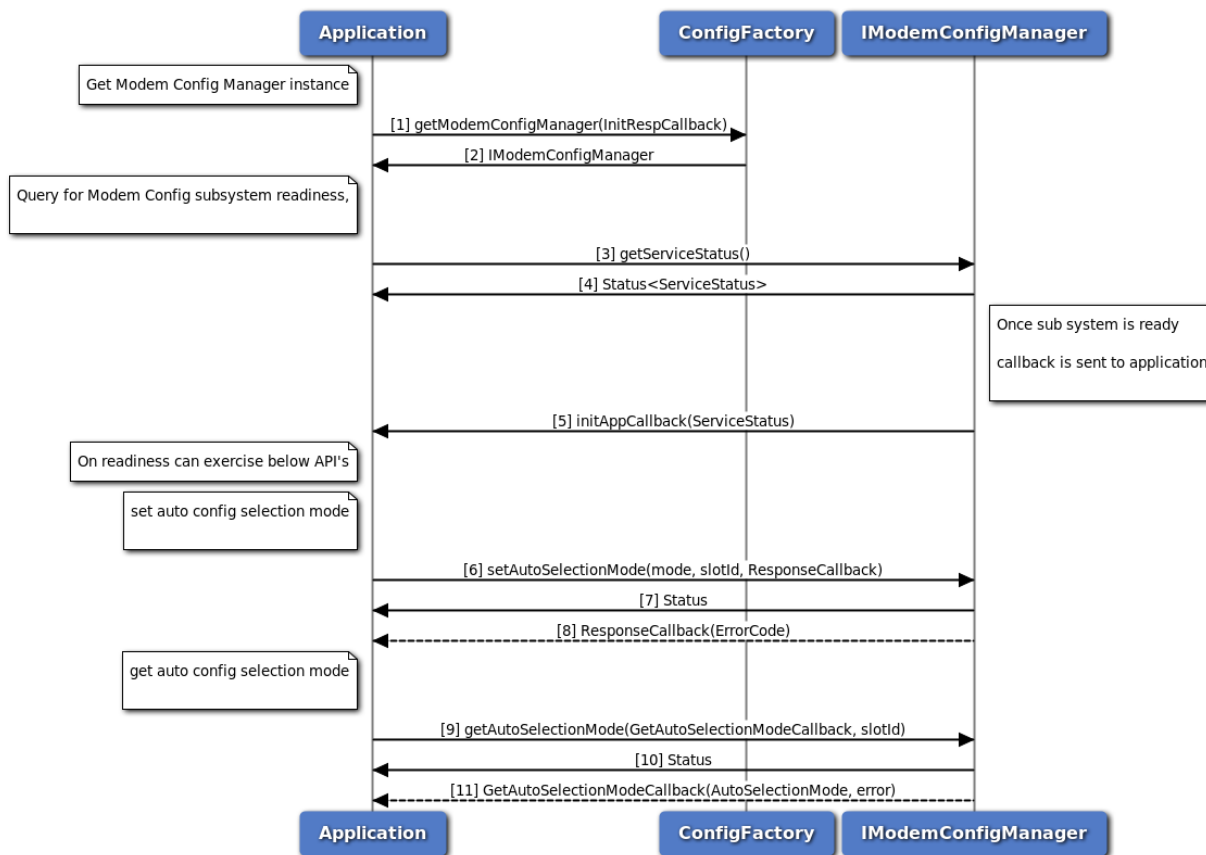 Application
ConfigFactory
IModemConfigManager
Get Modem Config Manager instance
[1] getModemConfigManager(InitRespCallback)
[2] IModemConfigManager
Query for Modem Config subsystem readiness,
[3] getServiceStatus()
[4] Status<ServiceStatus>
Once sub system is ready
callback is sent to application
[5] initAppCallback(ServiceStatus)
On readiness can exercise below API's
set auto config selection mode
[6] setAutoSelectionMode(mode, slotId, ResponseCallback)
[7] Status
[8] ResponseCallback(ErrorCode)
get auto config selection mode
[9] getAutoSelectionMode(GetAutoSelectionModeCallback, slotId)
[10] Status
[11] GetAutoSelectionModeCallback(AutoSelectionMode, error)
Application
ConfigFactory
IModemConfigManager